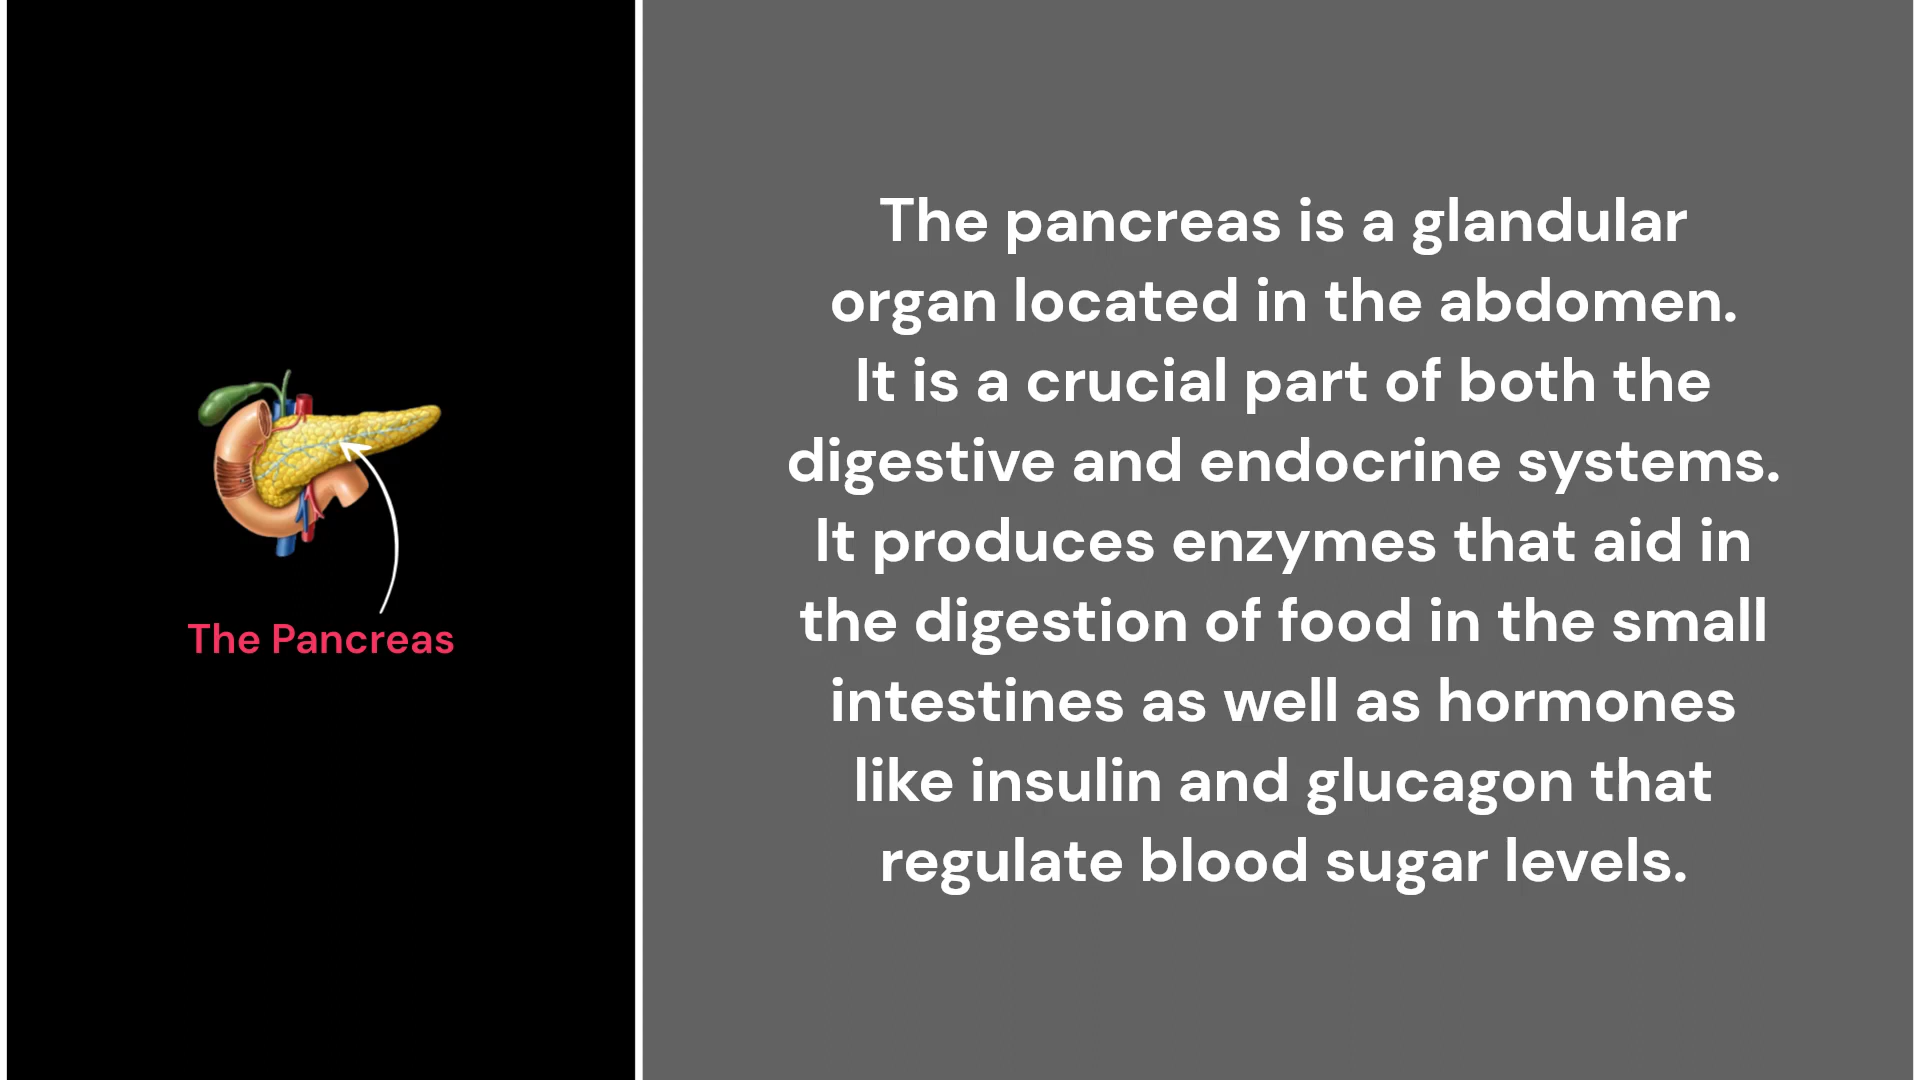 The Pancreas
The pancreas is a glandular
organ located in the abdomen.
It is a crucial part of both the
digestive and endocrine systems.
It produces enzymes that aid in
the digestion of food in the small
intestines as well as hormones
like insulin and glucagon that
regulate blood sugar levels.